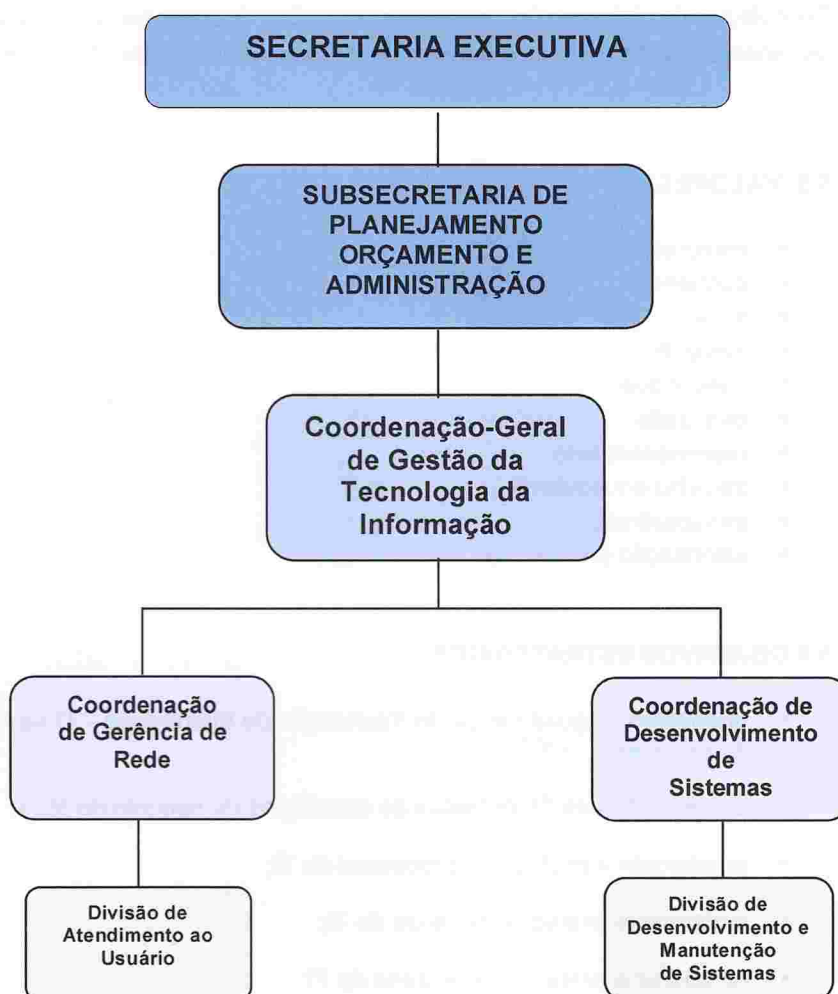 SECRETARIA EXECUTIVA
SUBSECRETARIA DE
PLANEJAMENTO
ORÇAMENTO E
ADMINISTRAÇÃO
Coordenação-Geral
de Gestão da
Tecnologia da
Informação
Coordenação
de Gerência de
Rede
Coordenação de
Desenvolvimento
de
Sistemas
Divisão de
Atendimento ao
Usuário
Divisão de
Desenvolvimento e
Manutenção
de Sistemas